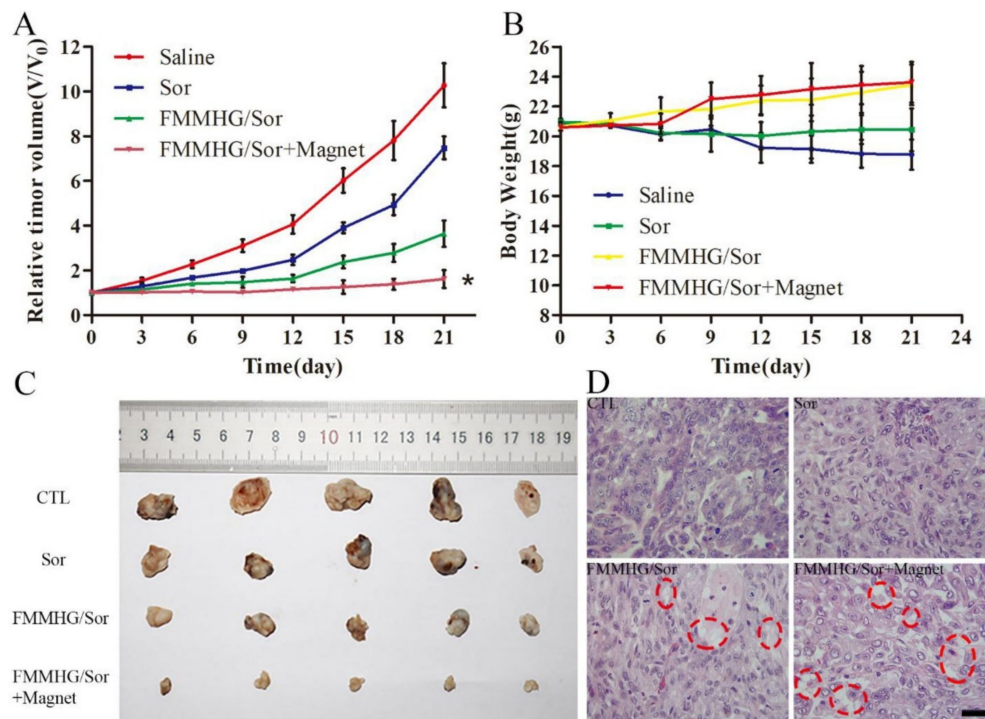 A
Relative timor volume(V/V₀)
12
10
8
6
4
2
0
Saline
Sor
FMMHG/Sor
FMMHG/Sor+Magnet
*
0 3 6 9 12 15 18 21
Time(day)
B
Body Weight(g)
26
24
22
20
18
16
14
12
10
8
Saline
Sor
FMMHG/Sor
FMMHG/Sor+Magnet
0 3 6 9 12 15 18 21 24
Time(day)
C
2 3 4 5 6 7 8 9 10 11 12 13 14 15 16 17 18 19
CTL
Sor
FMMHG/Sor
FMMHG/Sor
+Magnet
D
CTL
Sor
FMMHG/Sor
FMMHG/Sor+Magnet